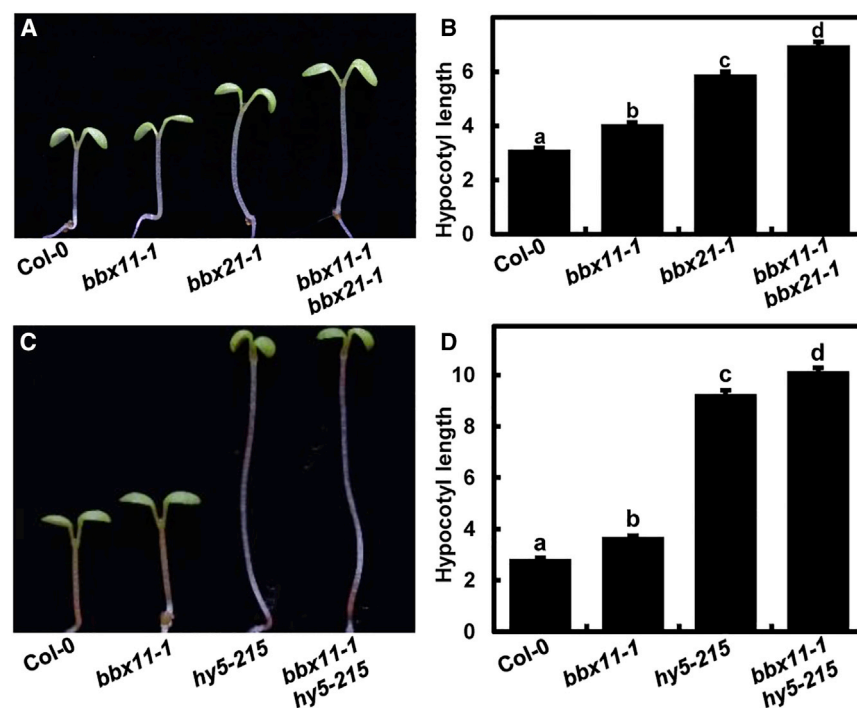 A
Col-0
bbx11-1
bbx21-1
bbx11-1
bbx21-1
B
Hypocotyl length
6
4
2
0
a
b
c
d
Col-0
bbx11-1
bbx21-1
bbx11-1
bbx21-1
C
Col-0
bbx11-1
hy5-215
bbx11-1
hy5-215
D
Hypocotyl length
10
8
6
4
2
0
a
b
c
d
Col-0
bbx11-1
hy5-215
bbx11-1
hy5-215